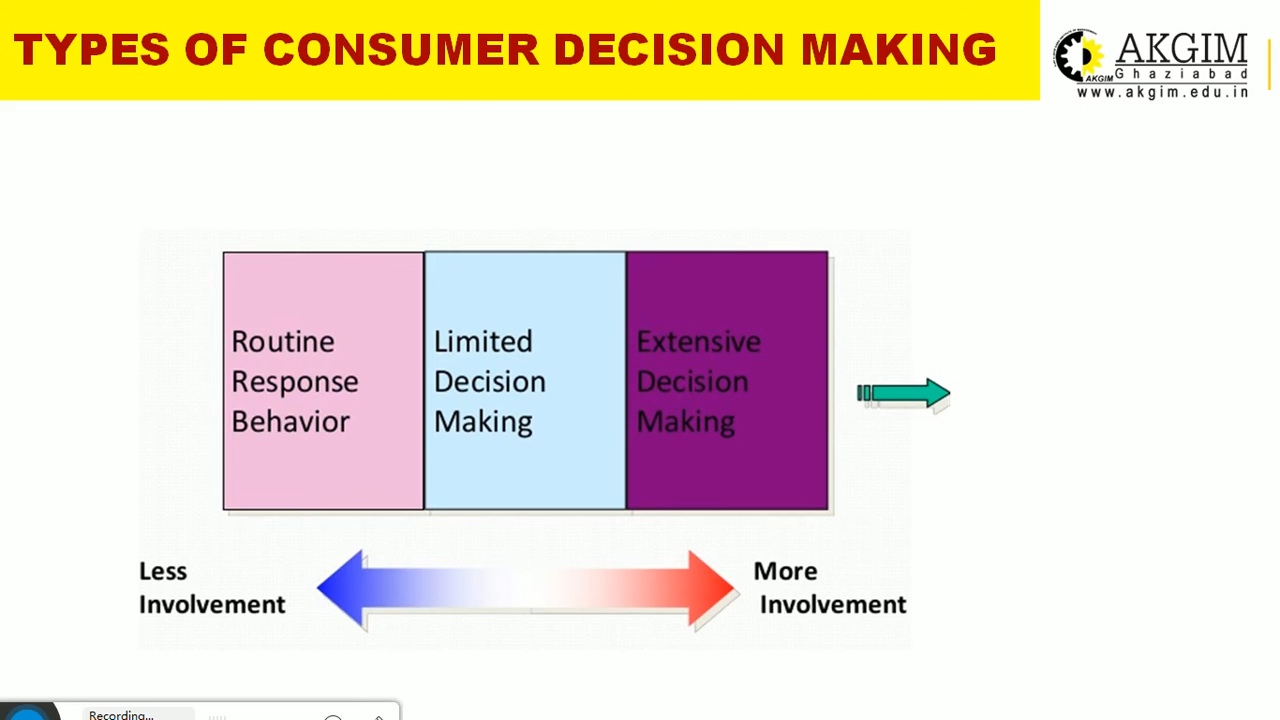 TYPES OF CONSUMER DECISION MAKING
AKGIM
AKGIM
Ghaziabad
www.akgim.edu.in
Routine
Response
Behavior
Limited
Decision
Making
Extensive
Decision
Making
Less
Involvement
More
Involvement
Recording...